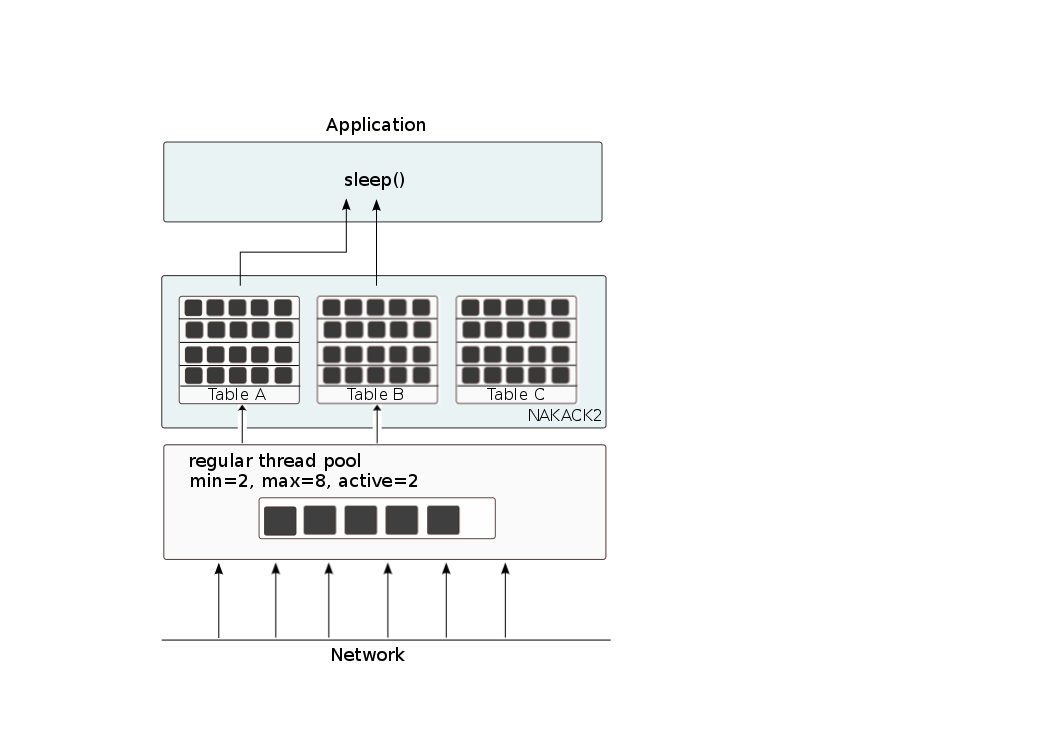 Application
sleep()
Table A
Table B
Table C
NAKACK2
regular thread pool
min=2, max=8, active=2
Network